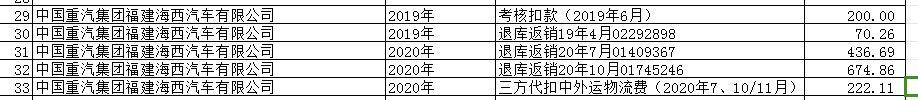 29 中国重汽集团福建海西汽车有限公司 2019年 考核扣款（2019年6月） 200.00
30 中国重汽集团福建海西汽车有限公司 2019年 退库返销19年4月02292898 70.26
31 中国重汽集团福建海西汽车有限公司 2020年 退库返销20年7月01409367 436.69
32 中国重汽集团福建海西汽车有限公司 2020年 退库返销20年10月01745246 674.86
33 中国重汽集团福建海西汽车有限公司 2020年 三方代扣中外运物流费（2020年7、10/11月） 222.11